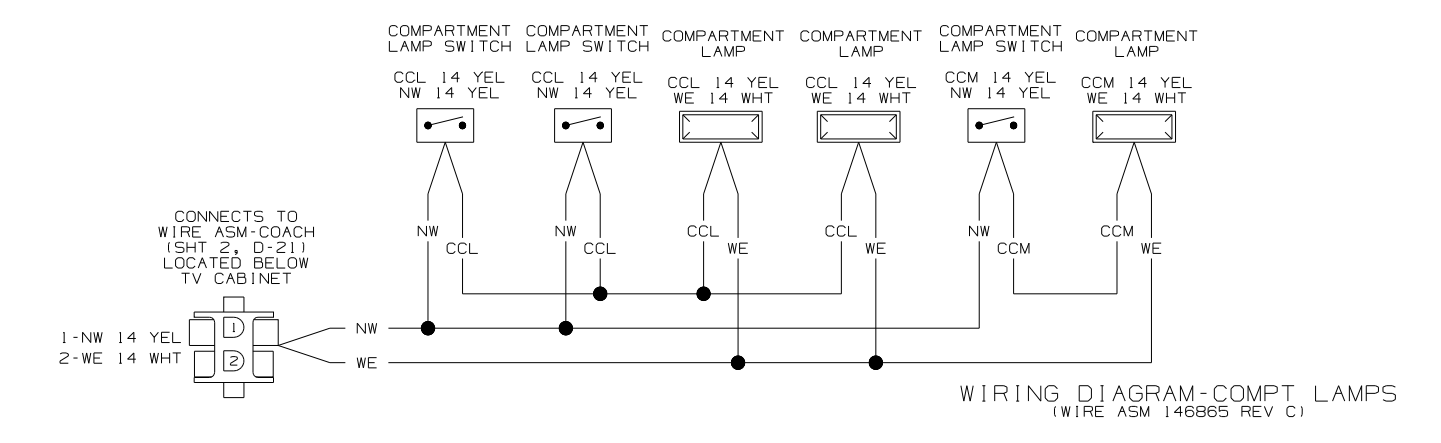 COMPARTMENT
LAMP SWITCH
CCL 14 YEL
NW 14 YEL
COMPARTMENT
LAMP SWITCH
CCL 14 YEL
NW 14 YEL
COMPARTMENT
LAMP
CCL 14 YEL
WE 14 WHT
COMPARTMENT
LAMP
CCL 14 YEL
WE 14 WHT
COMPARTMENT
LAMP SWITCH
CCM 14 YEL
NW 14 YEL
COMPARTMENT
LAMP
CCM 14 YEL
WE 14 WHT
NW
CCL
NW
CCL
CCL
WE
CCL
WE
NW
CCM
CCM
WE
CONNECTS TO
WIRE ASM-COACH
(SHT 2, D-21)
LOCATED BELOW
TV CABINET
1-NW 14 YEL
2-WE 14 WHT
1
2
NW
WE
WIRING DIAGRAM-COMPT LAMPS
(WIRE ASM 146865 REV C)